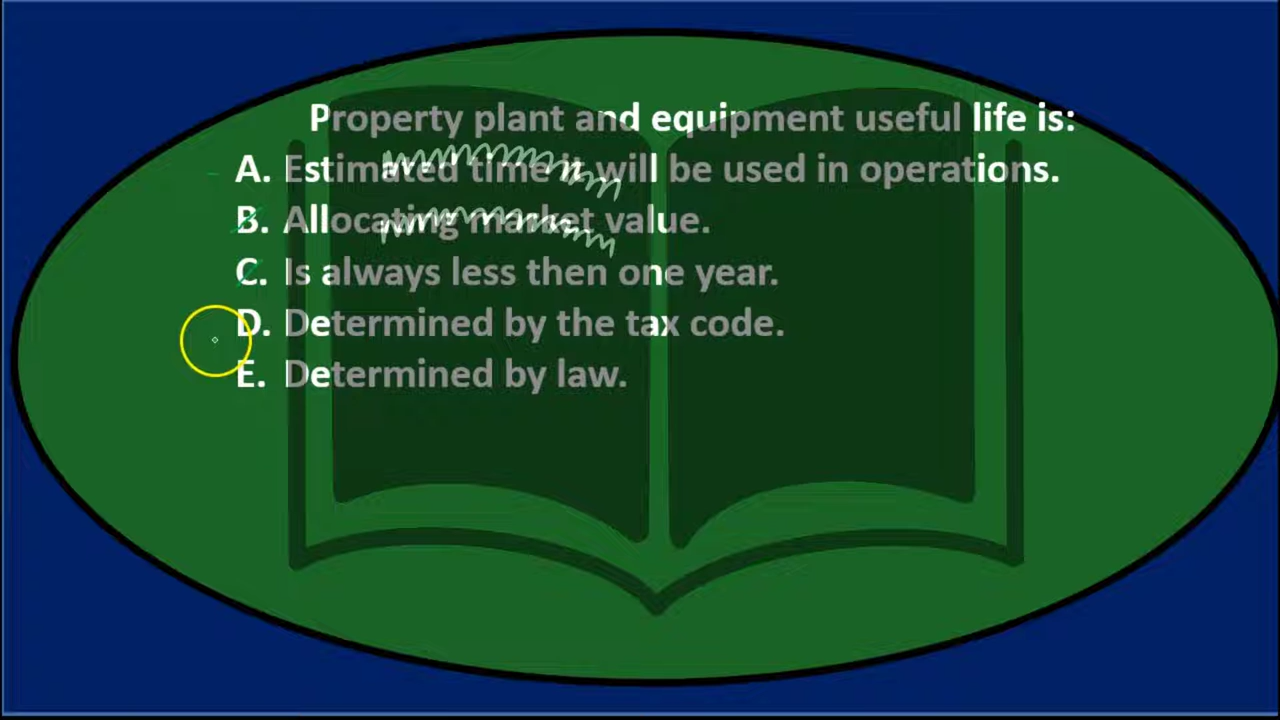 Property plant and equipment useful life is:
A. Estimated time it will be used in operations.
B. Allocating market value.
C. Is always less then one year.
D. Determined by the tax code.
E. Determined by law.